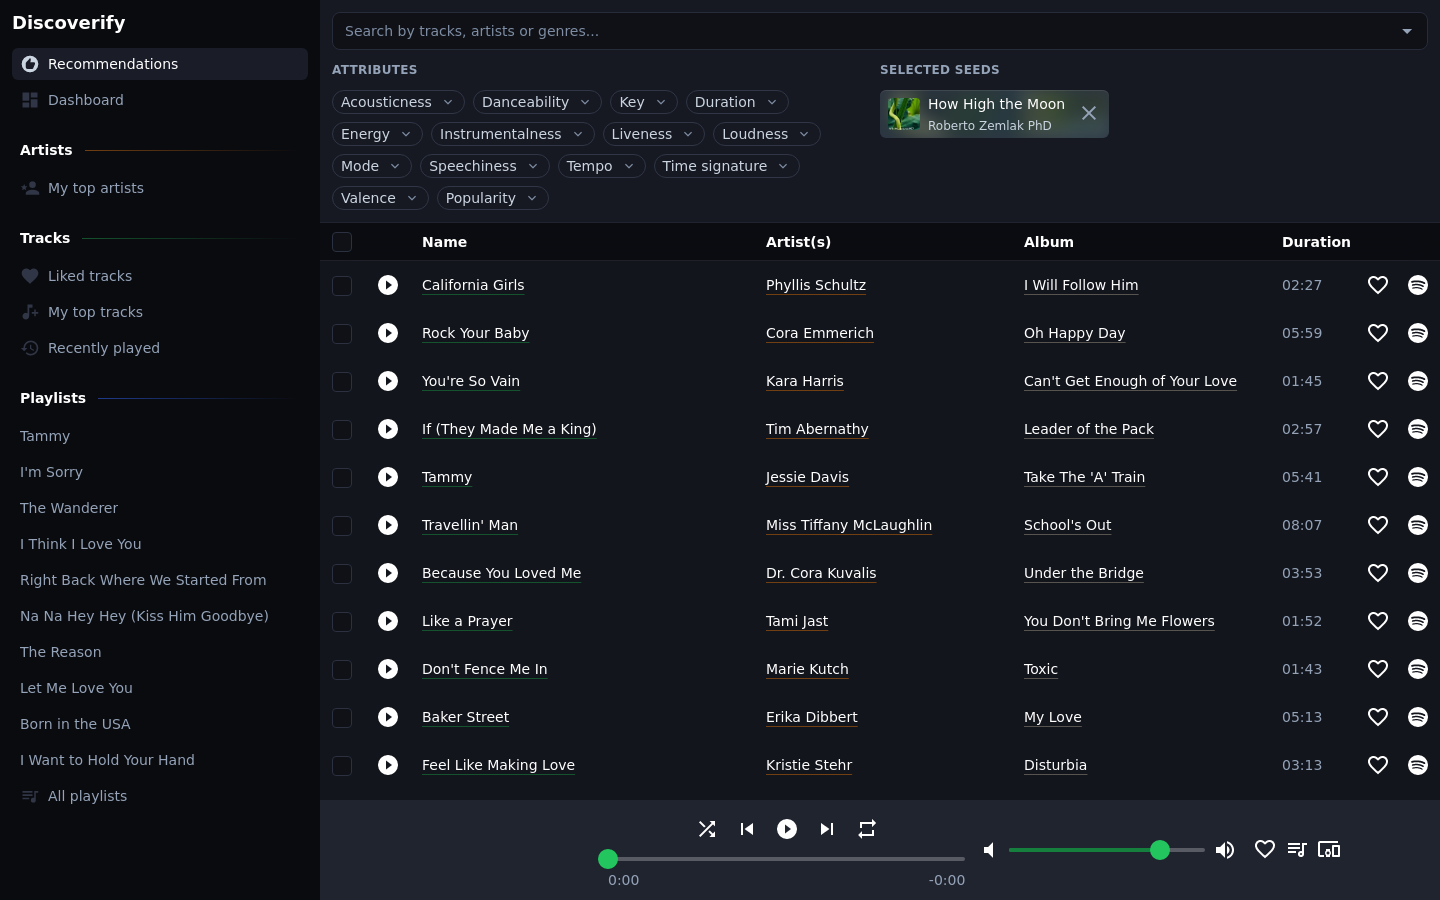 Discoverify
Recommendations
Dashboard
Artists
My top artists
Tracks
Liked tracks
My top tracks
Recently played
Playlists
Tammy
I'm Sorry
The Wanderer
I Think I Love You
Right Back Where We Started From
Na Na Hey Hey (Kiss Him Goodbye)
The Reason
Let Me Love You
Born in the USA
I Want to Hold Your Hand
All playlists
Search by tracks, artists or genres...
ATTRIBUTES
Acousticness Danceability Key Duration
Energy Instrumentalness Liveness Loudness
Mode Speechiness Tempo Time signature
Valence Popularity
SELECTED SEEDS
How High the Moon
Roberto Zemlak PhD
Name Artist(s) Album Duration
California Girls Phyllis Schultz I Will Follow Him 02:27
Rock Your Baby Cora Emmerich Oh Happy Day 05:59
You're So Vain Kara Harris Can't Get Enough of Your Love 01:45
If (They Made Me a King) Tim Abernathy Leader of the Pack 02:57
Tammy Jessie Davis Take The 'A' Train 05:41
Travellin' Man Miss Tiffany McLaughlin School's Out 08:07
Because You Loved Me Dr. Cora Kuvalis Under the Bridge 03:53
Like a Prayer Tami Jast You Don't Bring Me Flowers 01:52
Don't Fence Me In Marie Kutch Toxic 01:43
Baker Street Erika Dibbert My Love 05:13
Feel Like Making Love Kristie Stehr Disturbia 03:13
0:00 -0:00